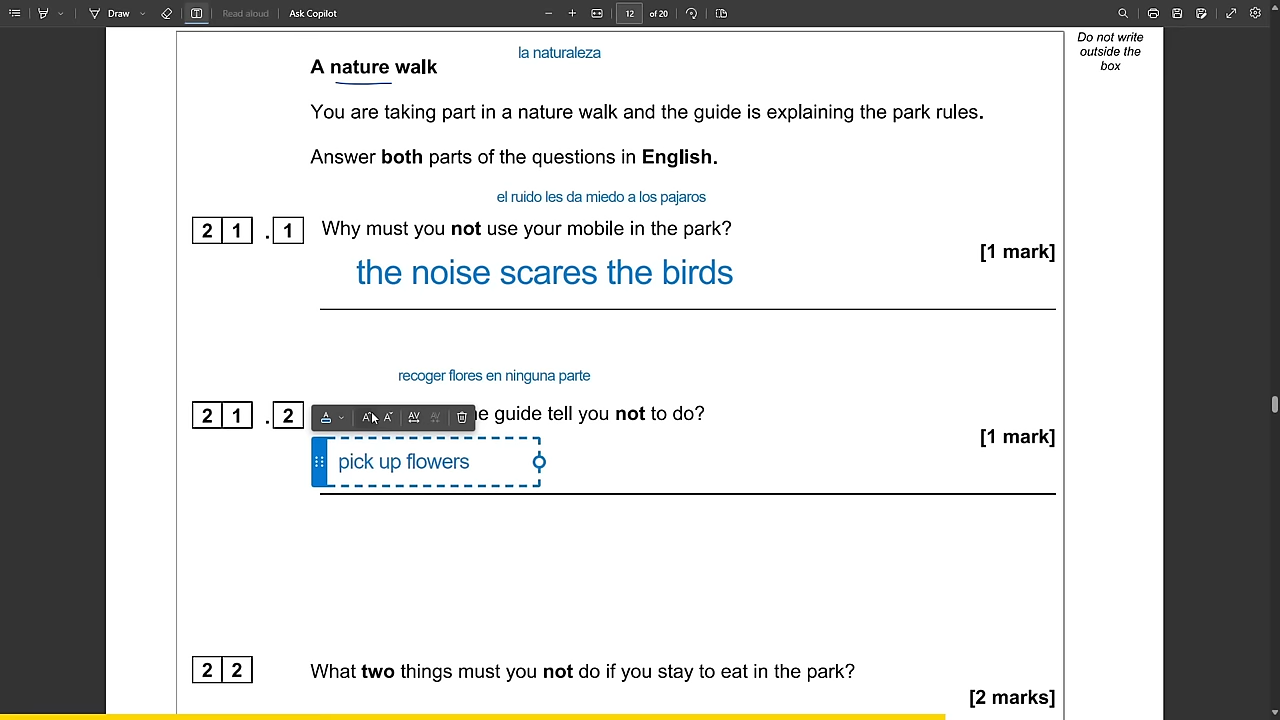 Draw
Read aloud
Ask Copilot
12 of 20
Do not write
outside the
box
la naturaleza
A nature walk
You are taking part in a nature walk and the guide is explaining the park rules.
Answer both parts of the questions in English.
el ruido les da miedo a los pajaros
2 1 . 1 Why must you not use your mobile in the park?
[1 mark]
the noise scares the birds
recoger flores en ninguna parte
2 1 . 2 guide tell you not to do?
[1 mark]
pick up flowers
2 2 What two things must you not do if you stay to eat in the park?
[2 marks]